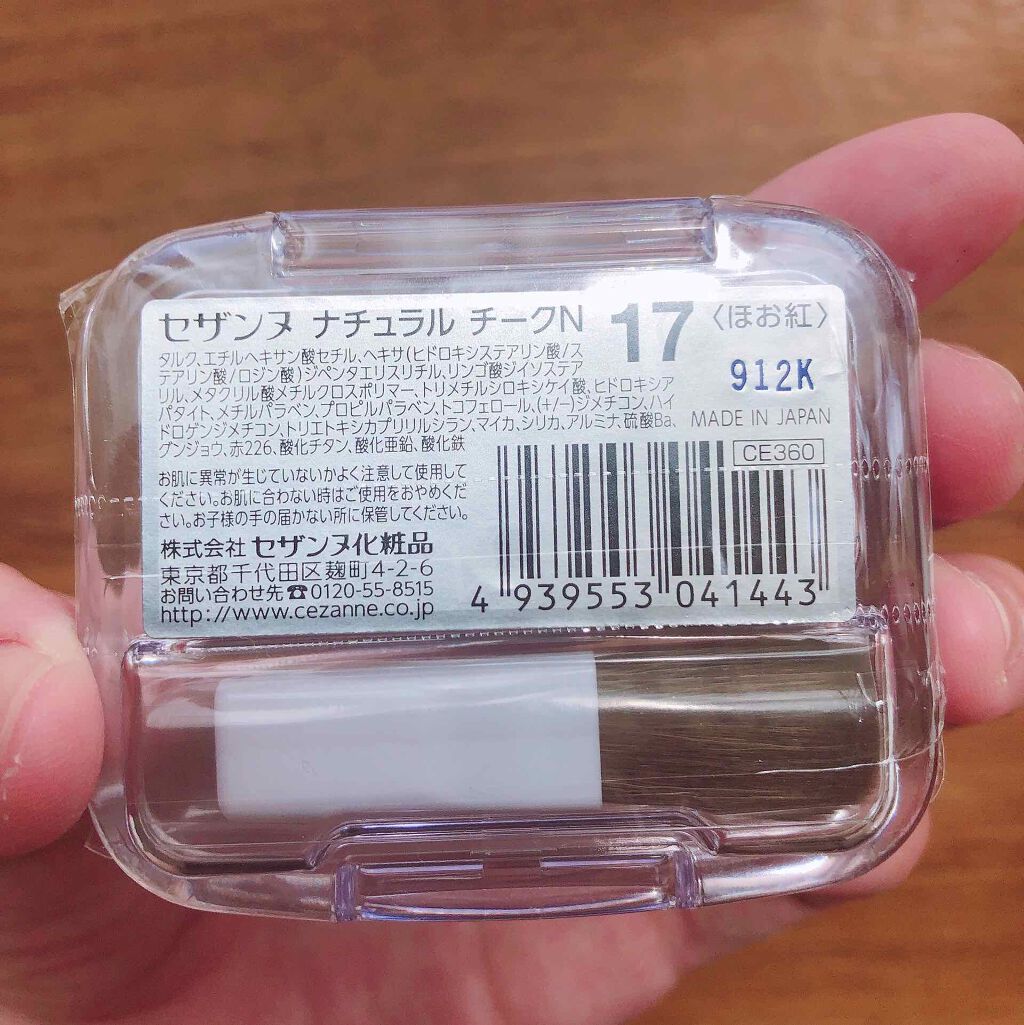 セザンヌ ナチュラル チークN 17 〈ほお紅〉
タルク、エチルヘキサン酸セチル、ヘキサ(ヒドロキシステアリン酸/ス
テアリン酸/ロジン酸)ジペンタエリスリチル、リンゴ酸ジイソステア
リル、メタクリル酸メチルクロスポリマー、トリメチルシロキシケイ酸、ヒドロキシア
パタイト、メチルパラベン、プロピルパラベン、トコフェロール、(+/-)ジメチコン、ハイ
ドロゲンジメチコン、トリエトキシカプリリルシラン、マイカ、シリカ、アルミナ、硫酸Ba、
グンジョウ、赤226、酸化チタン、酸化亜鉛、酸化鉄
912K
MADE IN JAPAN
CE360
お肌に異常が生じていないかよく注意して使用して
ください。お肌に合わない時はご使用をおやめくだ
さい。お子様の手の届かない所に保管してください。
株式会社 セザンヌ化粧品
東京都千代田区麹町4-2-6
お問い合わせ先☎0120-55-8515
http://www.cezanne.co.jp
4 939553 041443